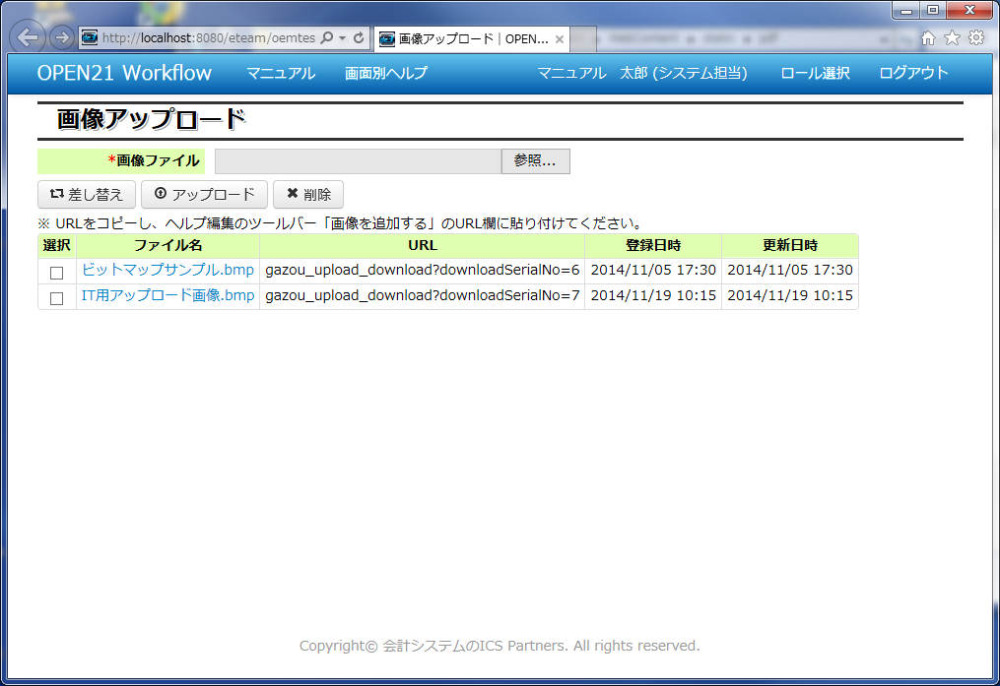 http://localhost:8080/eteam/oemtes
画像アップロード | OPEN...
OPEN21 Workflow マニュアル 画面別ヘルプ マニュアル 太郎 (システム担当) ロール選択 ログアウト
画像アップロード
*画像ファイル 参照...
差し替え アップロード 削除
※ URLをコピーし、ヘルプ編集のツールバー「画像を追加する」のURL欄に貼り付けてください。
選択 ファイル名 URL 登録日時 更新日時
ビットマップサンプル.bmp gazou_upload_download?downloadSerialNo=6 2014/11/05 17:30 2014/11/05 17:30
IT用アップロード画像.bmp gazou_upload_download?downloadSerialNo=7 2014/11/19 10:15 2014/11/19 10:15
Copyright© 会計システムのICS Partners. All rights reserved.